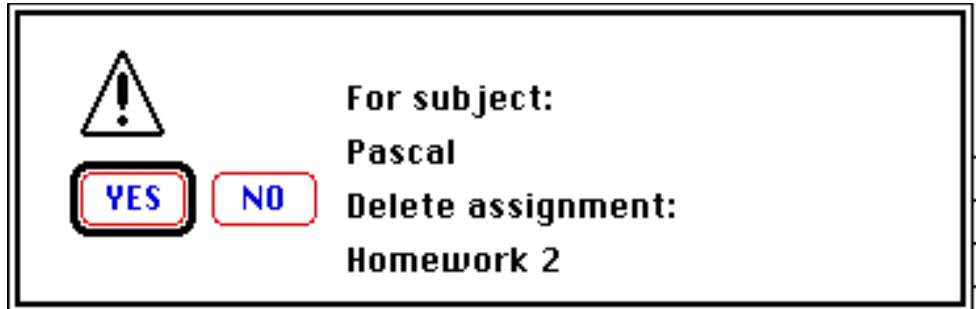 For subject:
Pascal
YES NO
Delete assignment:
Homework 2